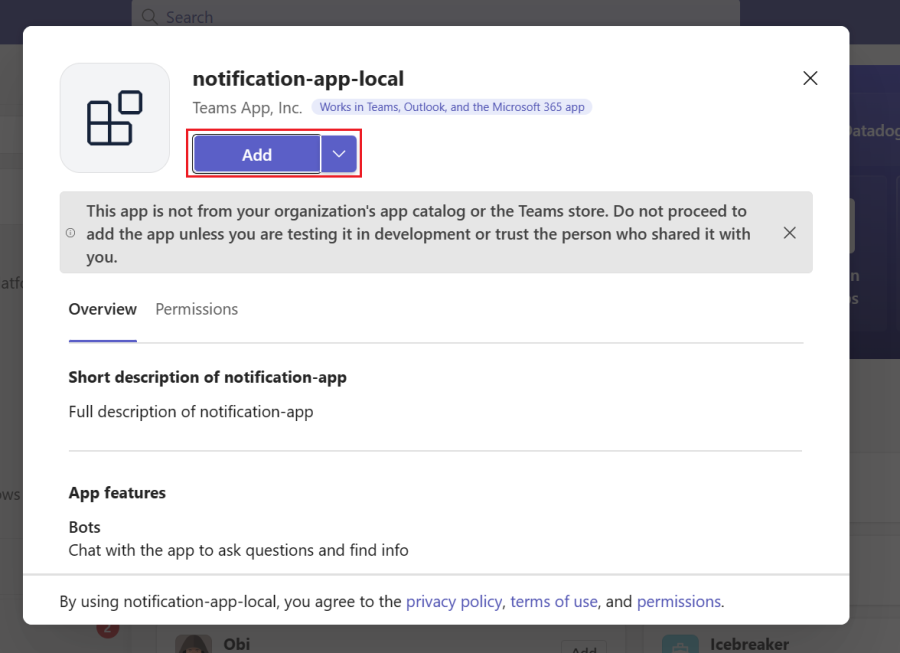 Search
notification-app-local
Teams App, Inc. Works in Teams, Outlook, and the Microsoft 365 app
Add
This app is not from your organization's app catalog or the Teams store. Do not proceed to
add the app unless you are testing it in development or trust the person who shared it with
you.
Overview Permissions
Short description of notification-app
Full description of notification-app
App features
Bots
Chat with the app to ask questions and find info
By using notification-app-local, you agree to the privacy policy, terms of use, and permissions.
2
Obi
Add
Icebreaker